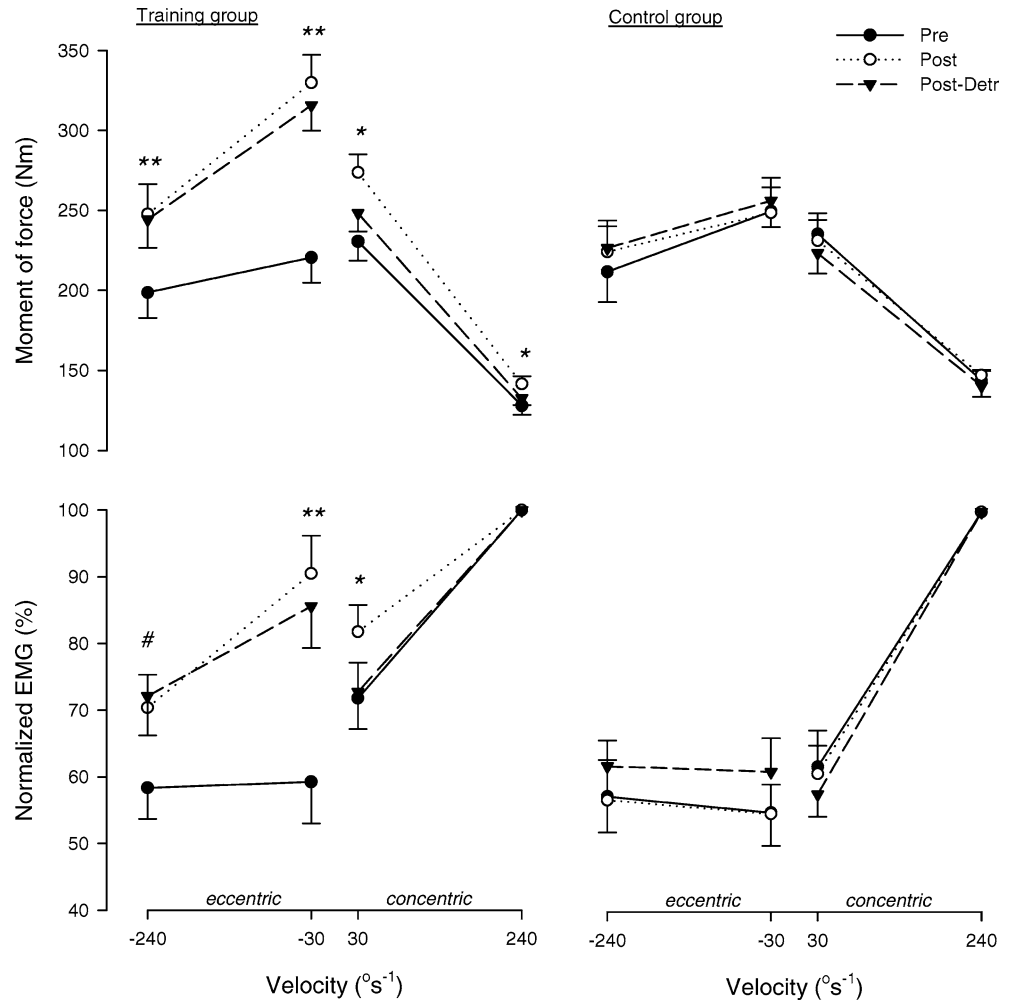 Training group
Control group
Pre
Post
Post-Detr
**
**
*
*
350
300
250
200
150
100
Moment of force (Nm)
#
**
*
100
90
80
70
60
50
40
Normalized EMG (%)
eccentric concentric
eccentric concentric
-240 -30 30 240
-240 -30 30 240
Velocity (°s⁻¹)
Velocity (°s⁻¹)